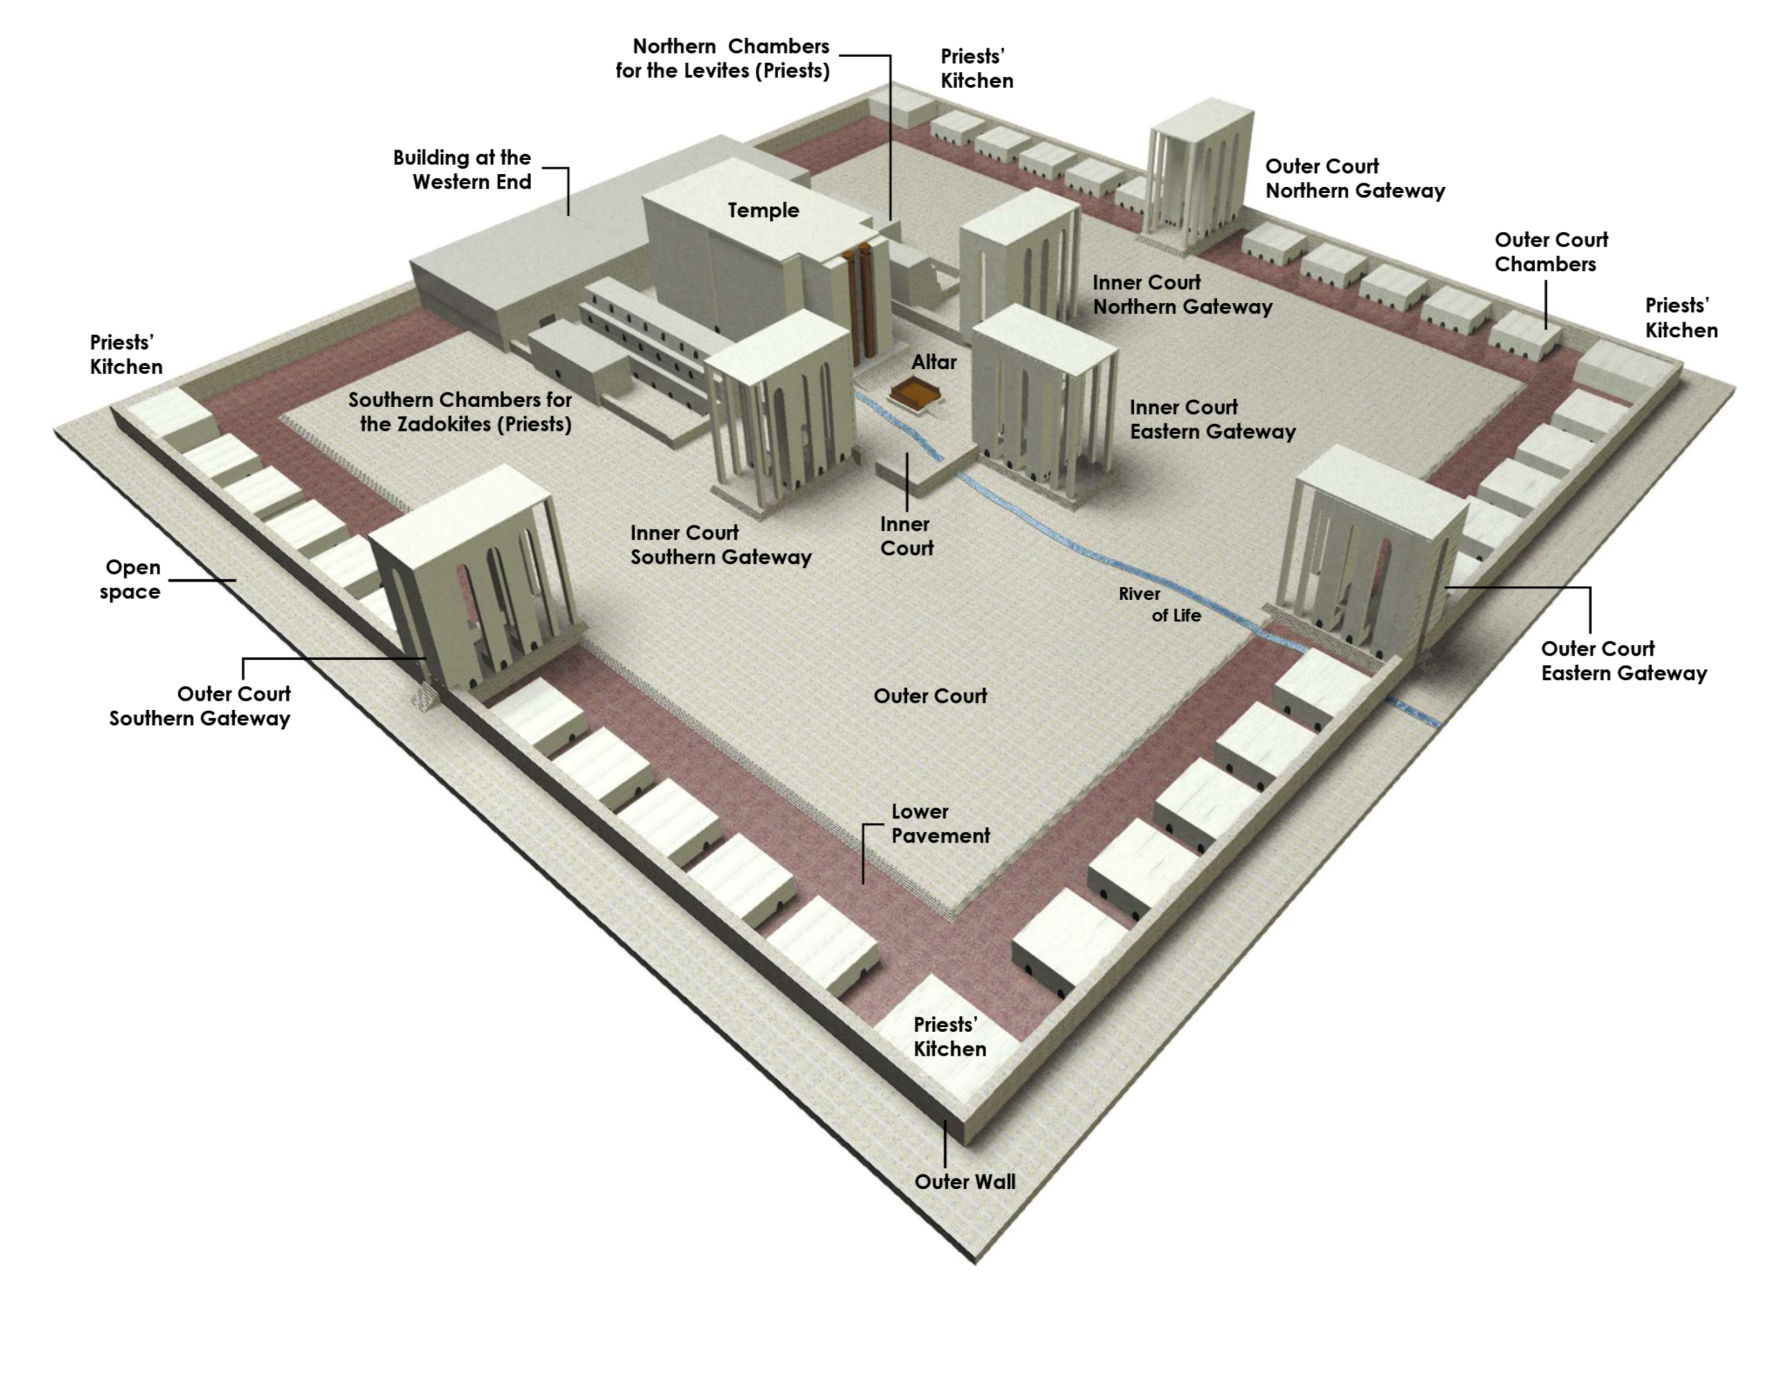 Northern Chambers
for the Levites (Priests)
Priests’
Kitchen
Building at the
Western End
Temple
Outer Court
Northern Gateway
Outer Court
Chambers
Inner Court
Northern Gateway
Priests’
Kitchen
Priests’
Kitchen
Altar
Southern Chambers for
the Zadokites (Priests)
Inner Court
Eastern Gateway
Inner Court
Southern Gateway
Inner
Court
Open
space
River
of Life
Outer Court
Eastern Gateway
Outer Court
Southern Gateway
Outer Court
Lower
Pavement
Priests’
Kitchen
Outer Wall